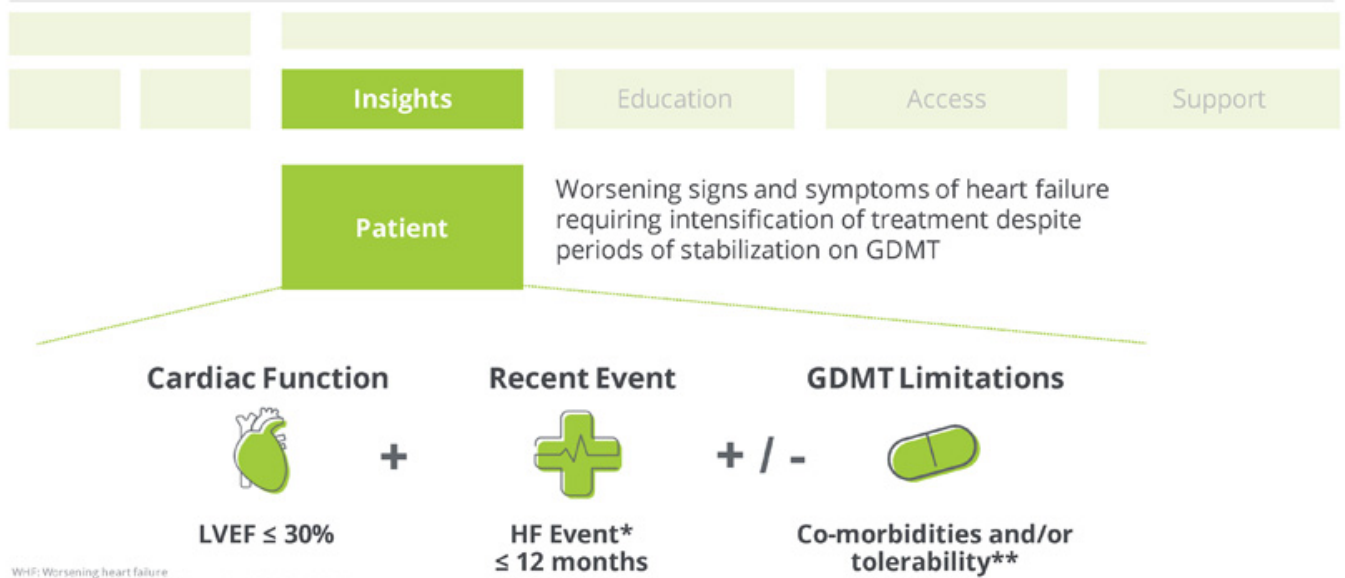 Insights
Education
Access
Support
Patient
Worsening signs and symptoms of heart failure
requiring intensification of treatment despite
periods of stabilization on GDMT
Cardiac Function
Recent Event
GDMT Limitations
+
+ / -
LVEF ≤ 30%
HF Event*
≤ 12 months
Co-morbidities and/or
tolerability**
WHF: Worsening heart failure